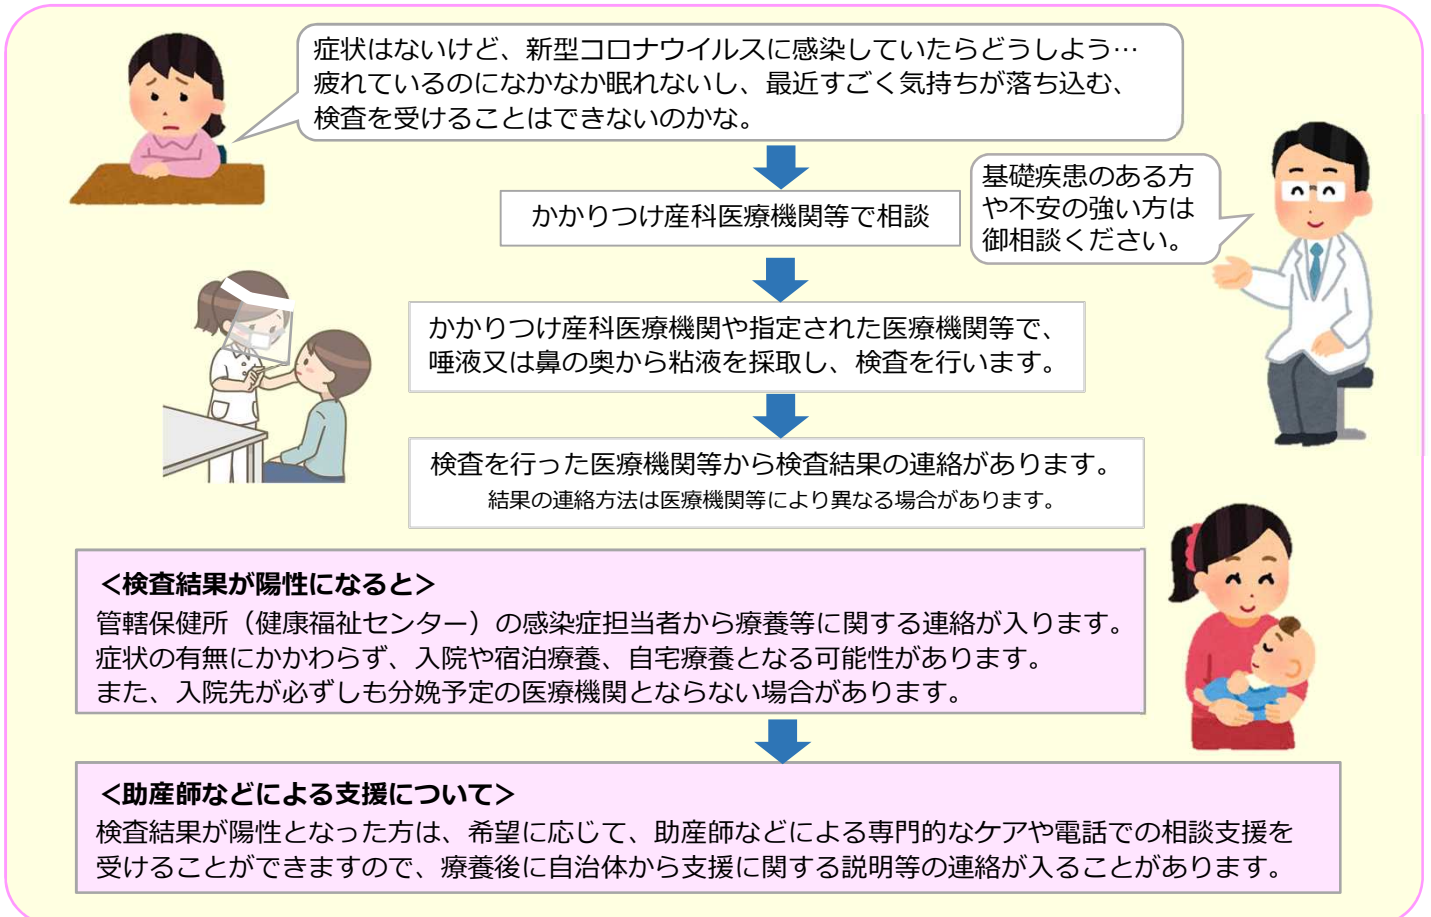 症状はないけど、新型コロナウイルスに感染していたらどうしよう…
疲れているのになかなか眠れないし、最近すごく気持ちが落ち込む、
検査を受けることはできないのかな。
かかりつけ産科医療機関等で相談
基礎疾患のある方
や不安の強い方は
御相談ください。
かかりつけ産科医療機関や指定された医療機関等で、
唾液又は鼻の奥から粘液を採取し、検査を行います。
検査を行った医療機関等から検査結果の連絡があります。
結果の連絡方法は医療機関等により異なる場合があります。
＜検査結果が陽性になると＞
管轄保健所（健康福祉センター）の感染症担当者から療養等に関する連絡が入ります。
症状の有無にかかわらず、入院や宿泊療養、自宅療養となる可能性があります。
また、入院先が必ずしも分娩予定の医療機関とならない場合があります。
＜助産師などによる支援について＞
検査結果が陽性となった方は、希望に応じて、助産師などによる専門的なケアや電話での相談支援を
受けることができますので、療養後に自治体から支援に関する説明等の連絡が入ることがあります。